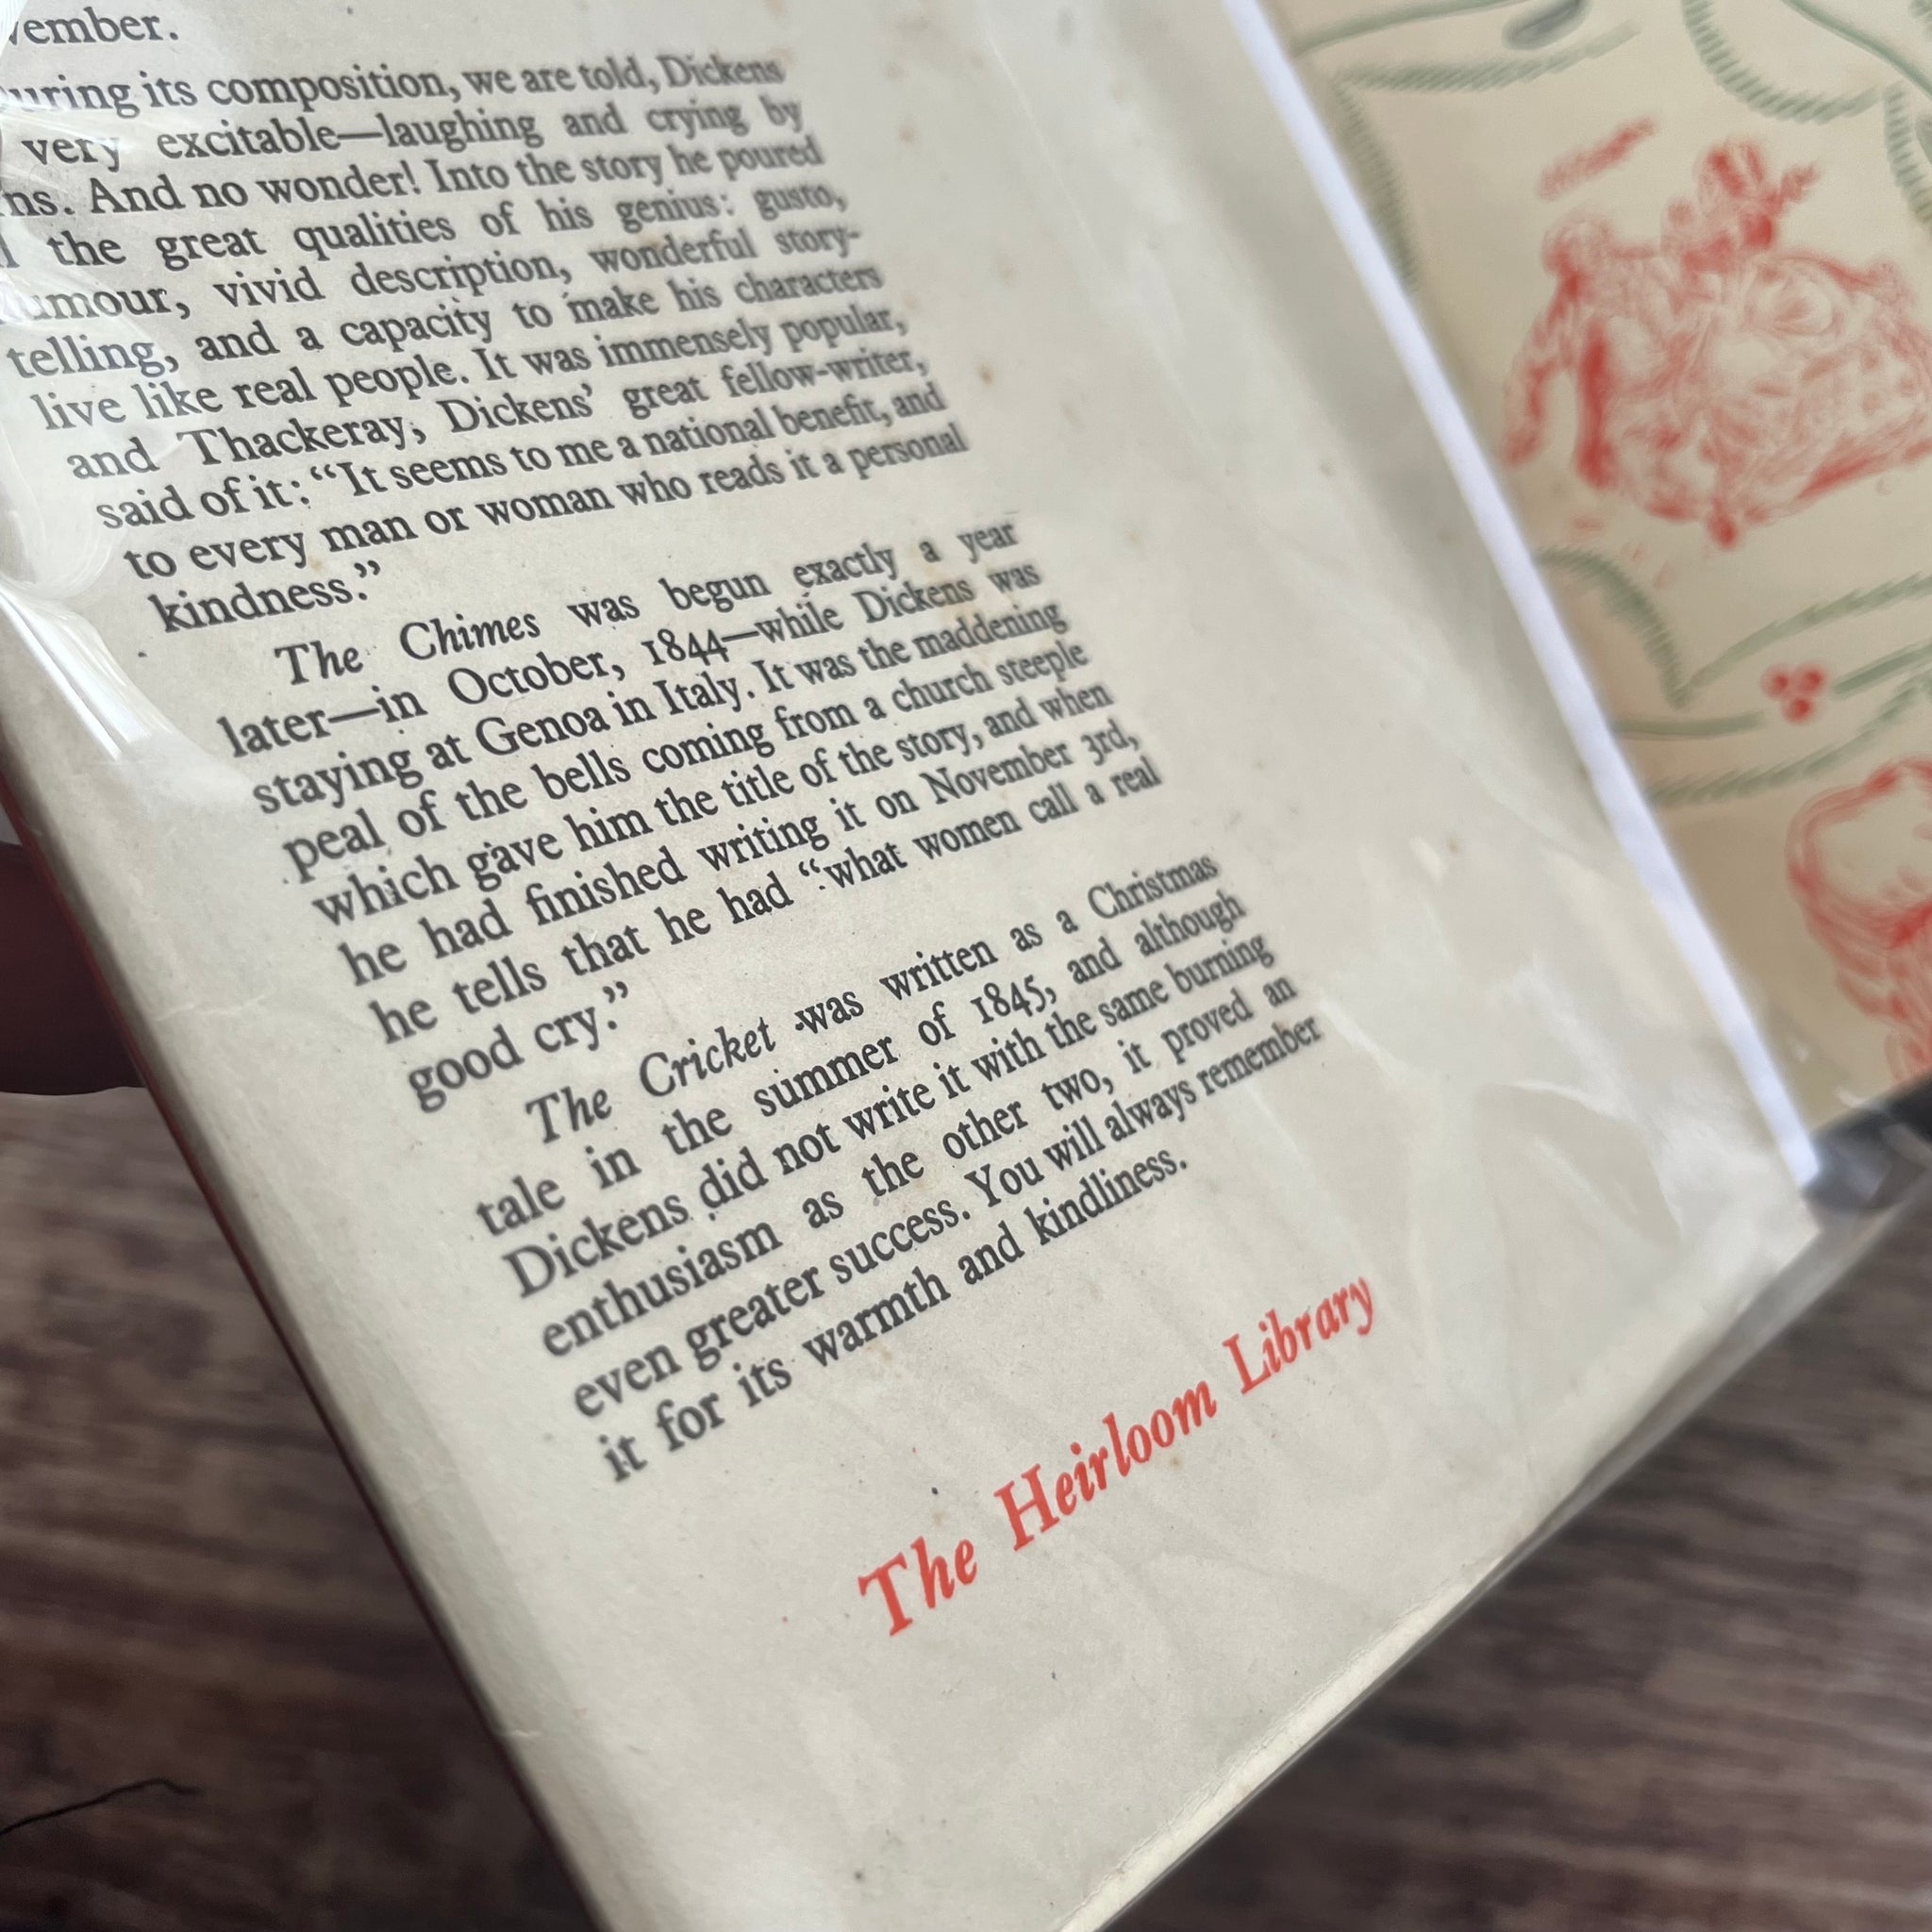 vember.
uring its composition, we are told, Dickens
very excitable—laughing and crying by
ns. And no wonder! Into the story he poured
the great qualities of his genius: gusto,
umour, vivid description, wonderful story-
telling, and a capacity to make his characters
live like real people. It was immensely popular,
and Thackeray, Dickens' great fellow-writer,
said of it: “It seems to me a national benefit, and
to every man or woman who reads it a personal
kindness.”
The Chimes was begun exactly a year
later—in October, 1844—while Dickens was
staying at Genoa in Italy. It was the maddening
peal of the bells coming from a church steeple
which gave him the title of the story, and when
he had finished writing it on November 3rd,
he tells that he had “what women call a real
good cry.”
The Cricket was written as a Christmas
tale in the summer of 1845, and although
Dickens did not write it with the same burning
enthusiasm as the other two, it proved an
even greater success. You will always remember
it for its warmth and kindliness.
The Heirloom Library